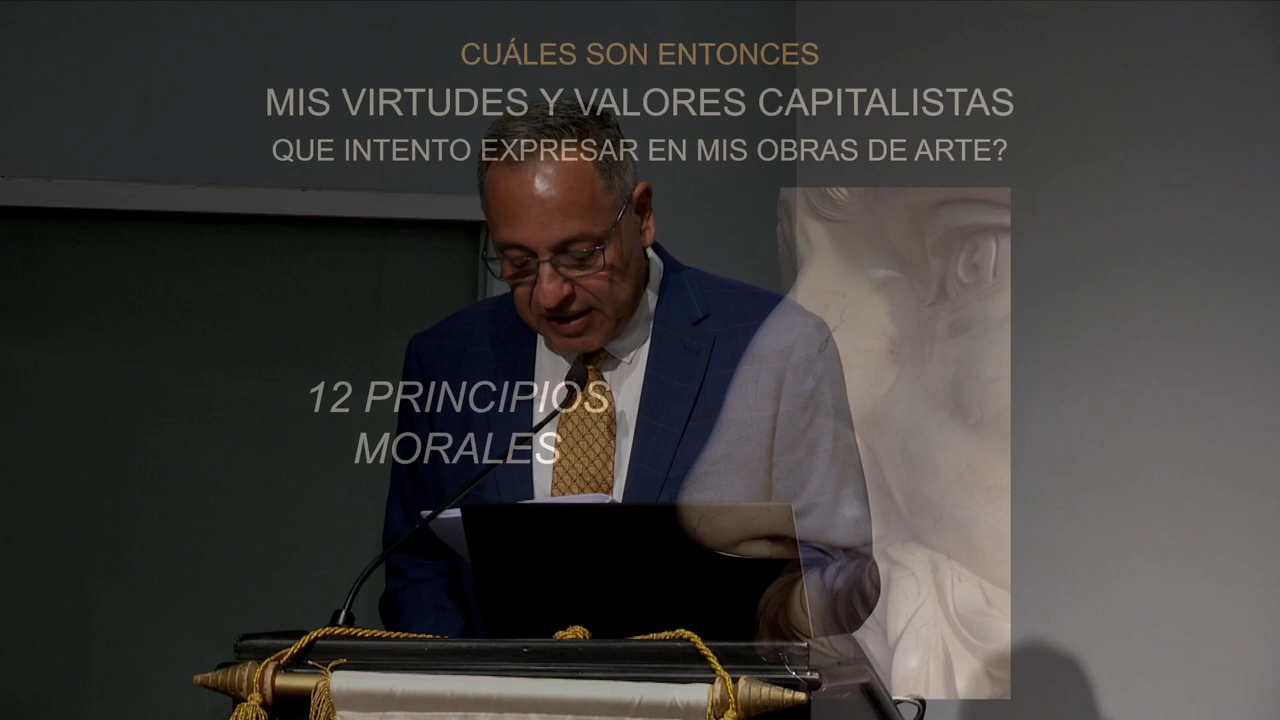 CUÁLES SON ENTONCES
MIS VIRTUDES Y VALORES CAPITALISTAS
QUE INTENTO EXPRESAR EN MIS OBRAS DE ARTE?
12 PRINCIPIOS
MORALES